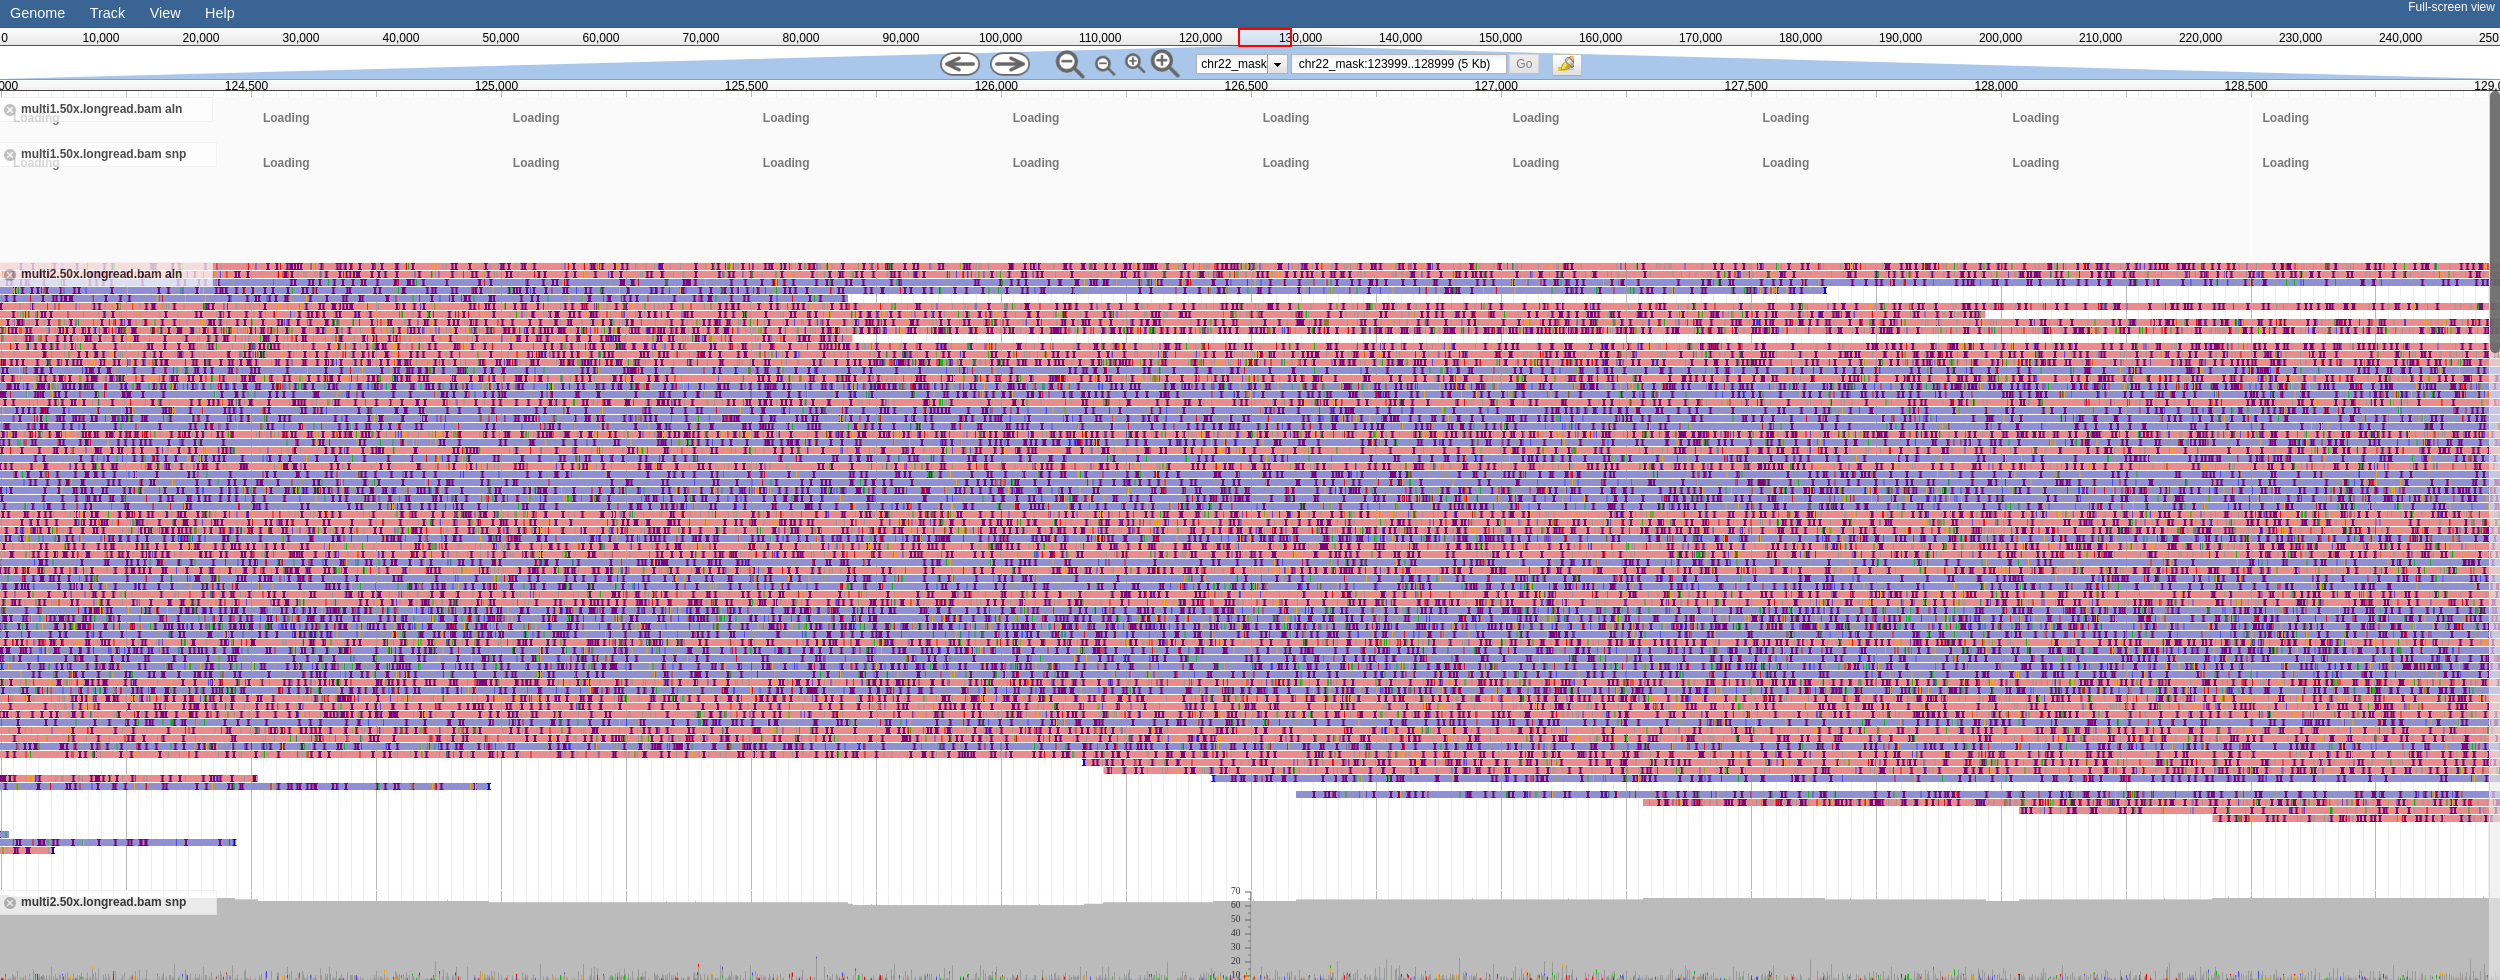 Genome Track View Help Full-screen view
0 10,000 20,000 30,000 40,000 50,000 60,000 70,000 80,000 90,000 100,000 110,000 120,000 130,000 140,000 150,000 160,000 170,000 180,000 190,000 200,000 210,000 220,000 230,000 240,000 250
chr22_mask chr22_mask:123999..128999 (5 Kb) Go
000 124,500 125,000 125,500 126,000 126,500 127,000 127,500 128,000 128,500 129,0
multi1.50x.longread.bam aln
Loading Loading Loading Loading Loading Loading Loading Loading Loading Loading
multi1.50x.longread.bam snp
Loading Loading Loading Loading Loading Loading Loading Loading Loading Loading
multi2.50x.longread.bam aln
70
multi2.50x.longread.bam snp
60
50
40
30
20
10